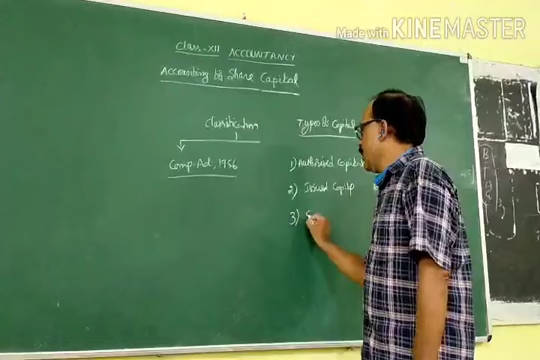 Made with KINEMASTER
Class-XII ACCOUNTANCY
Accounting of Share Capital
Classification
Comp. Act, 1956
Types of Capital
1) Authorised Capital
2) Issued Capital
3) S